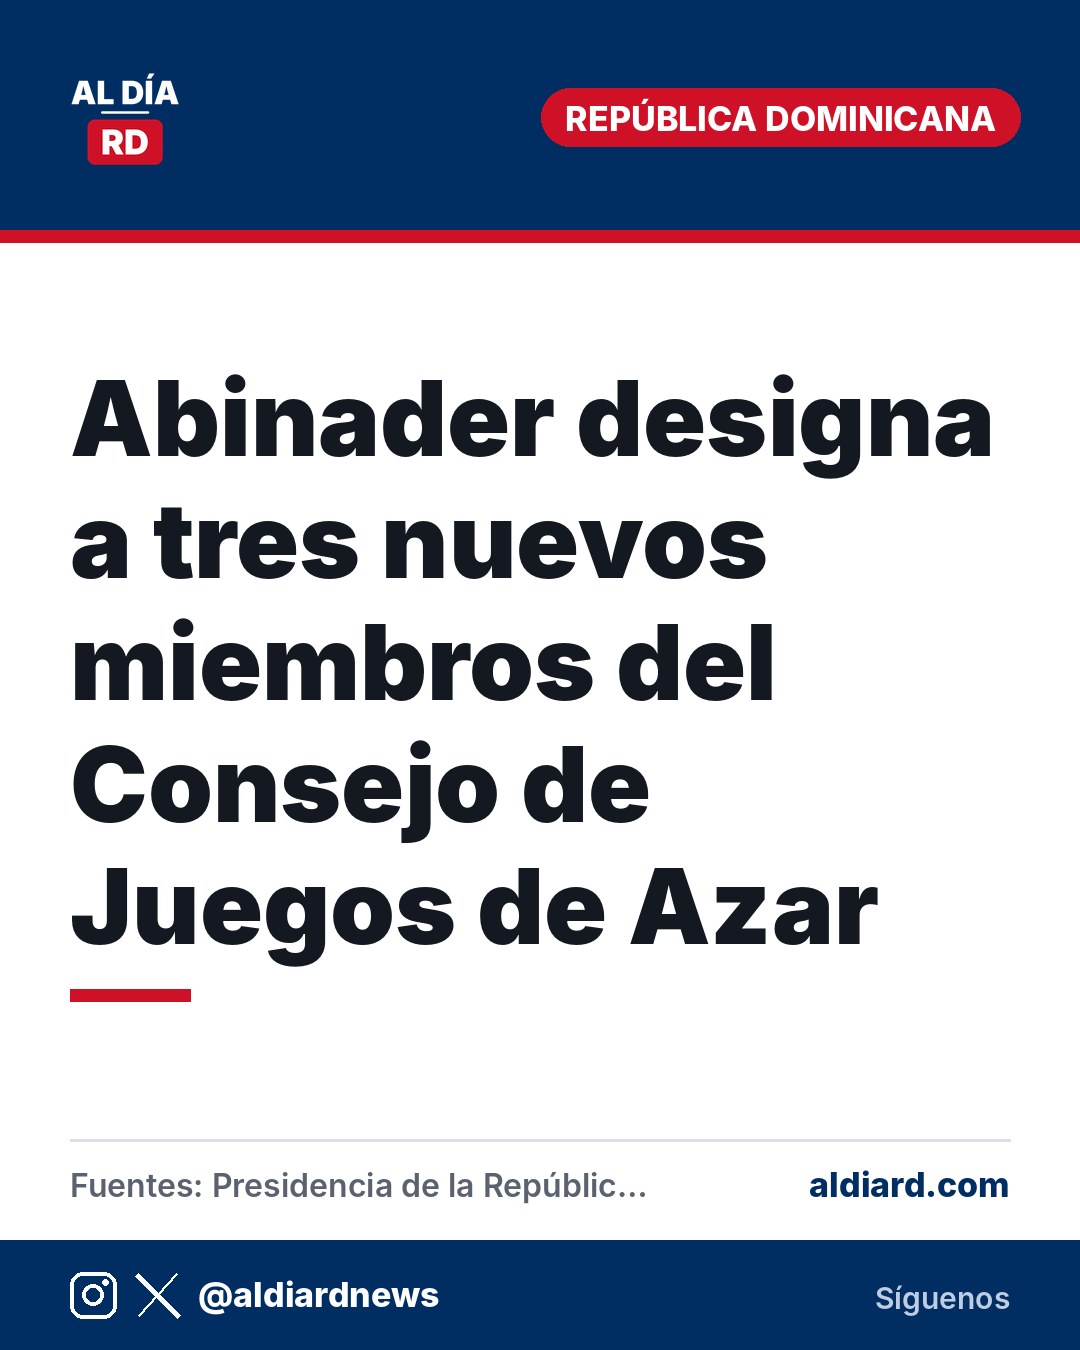 AL DÍA
RD
REPÚBLICA DOMINICANA
Abinader designa
a tres nuevos
miembros del
Consejo de
Juegos de Azar
Fuentes: Presidencia de la Repúblic...
aldiard.com
@aldiardnews
Síguenos